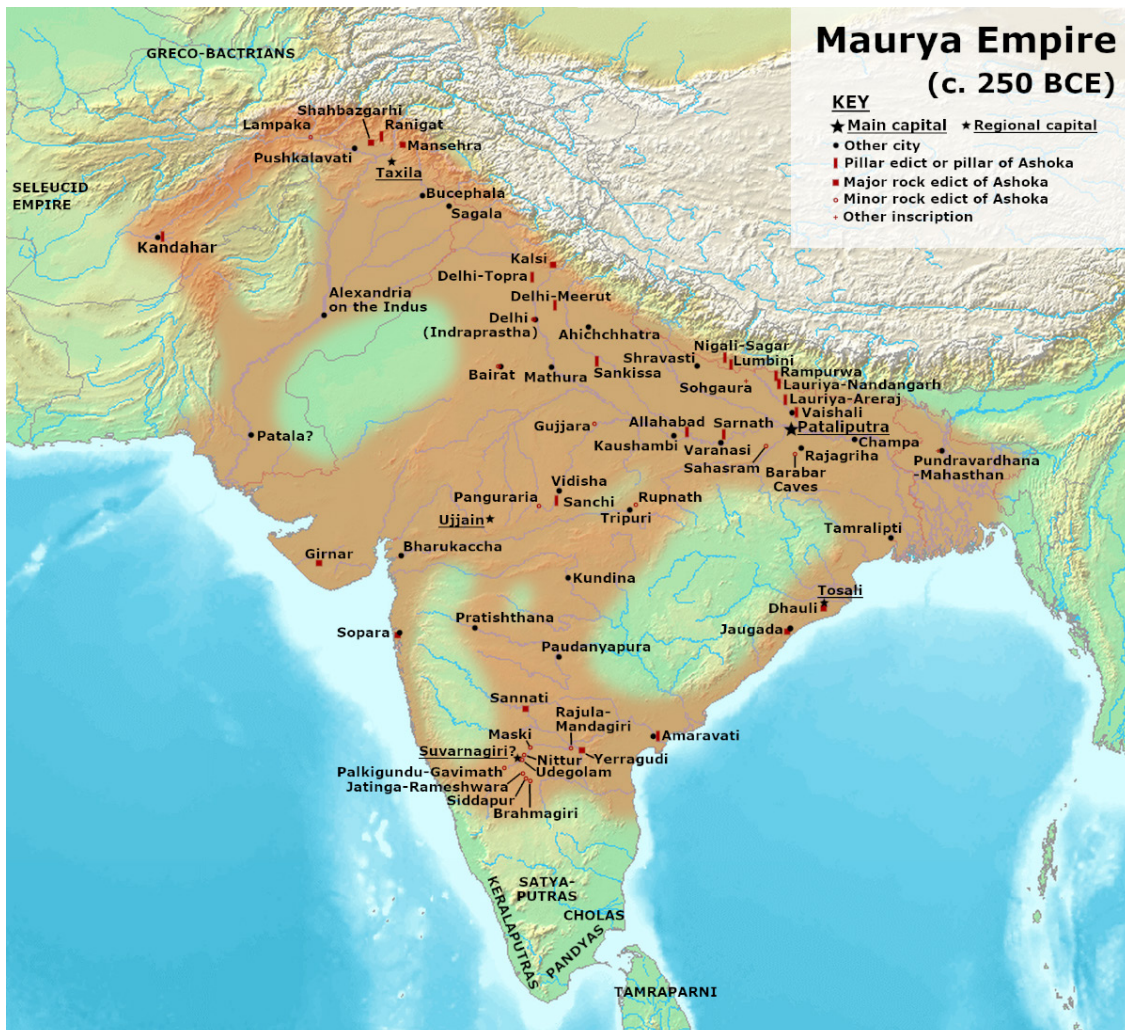 Maurya Empire
(c. 250 BCE)
KEY
Main capital
Regional capital
Other city
Pillar edict or pillar of Ashoka
Major rock edict of Ashoka
Minor rock edict of Ashoka
Other inscription
GRECO-BACTRIANS
Shahbazgarhi
Lampaka
Ranigat
Mansehra
Pushkalavati
Taxila
SELEUCID
EMPIRE
Bucephala
Sagala
Kandahar
Kalsi
Delhi-Topra
Alexandria
on the Indus
Delhi-Meerut
Delhi
(Indraprastha)
Ahichchhatra
Nigali-Sagar
Shravasti
Lumbini
Bairat
Mathura
Sankissa
Rampurwa
Sohgaura
Lauriya-Nandangarh
Lauriya-Areraj
Vaishali
Patala?
Gujjara
Allahabad
Sarnath
Pataliputra
Kaushambi
Varanasi
Champa
Sahasram
Rajagriha
Pundravardhana
-Mahasthan
Barabar
Caves
Vidisha
Panguraria
Sanchi
Rupnath
Tripuri
Ujjain
Tamralipti
Bharukaccha
Girnar
Kundina
Tosali
Dhauli
Pratishthana
Sopara
Jaugada
Paudanyapura
Sannati
Rajula-
Mandagiri
Maski
Amaravati
Suvarnagiri?
Nittur
Yerragudi
Udegolam
Palkigundu-Gavimath
Jatinga-Rameshwara
Siddapur
Brahmagiri
SATYA-
PUTRAS
KERALAPUTRAS
CHOLAS
PANDYAS
TAMRAPARNI